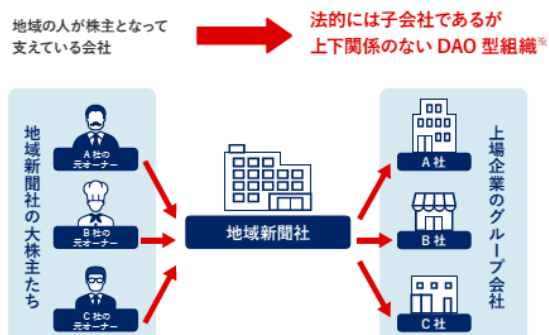 地域の人が株主となって
支えている会社
法的には子会社であるが
上下関係のない DAO 型組織※
地域新聞社の大株主たち
A 社の
元オーナー
B 社の
元オーナー
C 社の
元オーナー
地域新聞社
A 社
B 社
C 社
上場企業のグループ会社